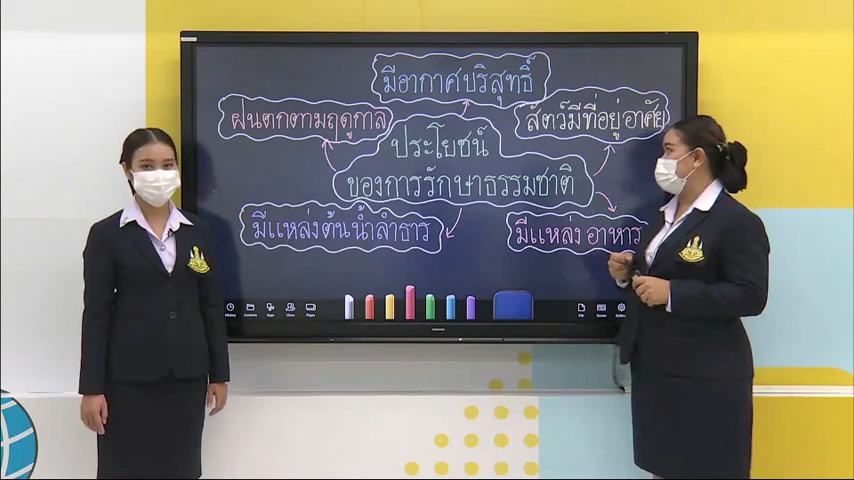 มีอากาศบริสุทธิ์
ฝนตกตามฤดูกาล
สัตว์มีที่อยู่อาศัย
ประโยชน์
ของการรักษาธรรมชาติ
มีแหล่งต้นน้ำลำธาร
มีแหล่งอาหาร